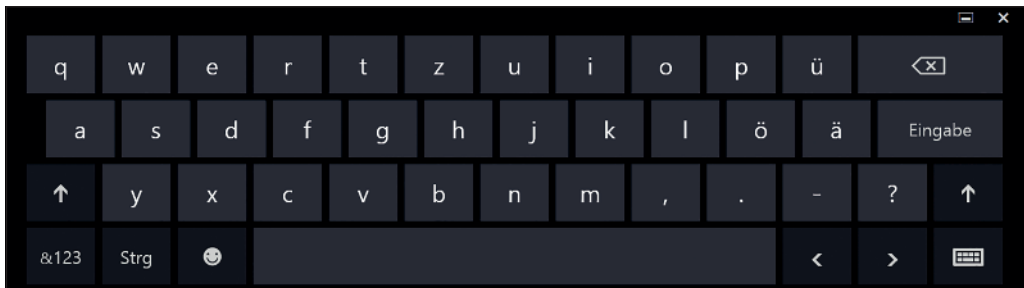 q w e r t z u i o p ü
a s d f g h j k l ö ä Eingabe
y x c v b n m , . - ?
&123 Strg